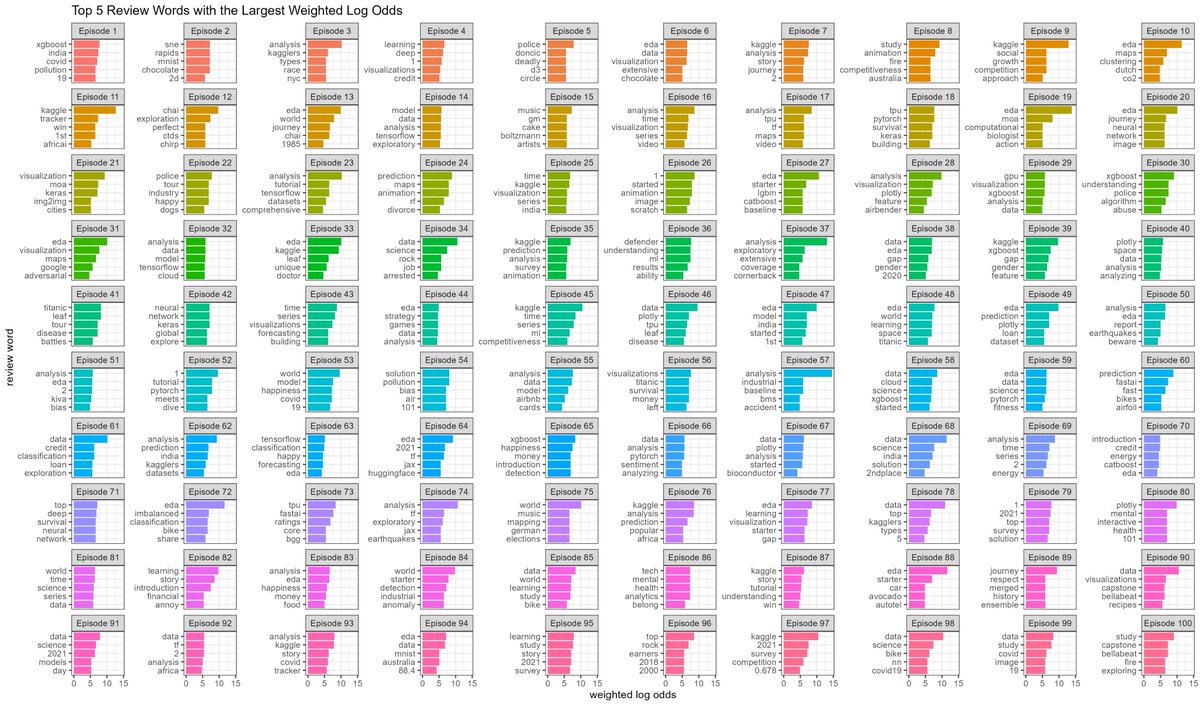 Top 5 Review Words with the Largest Weighted Log Odds
Episode 1
xgboost
india
covid
pollution
19
Episode 2
sne
rapids
mnist
chocolate
2d
Episode 3
analysis
kagglers
types
race
nyc
Episode 4
learning
deep
1
visualizations
credit
Episode 5
police
doncic
deadly
d3
circle
Episode 6
eda
data
visualization
extensive
chocolate
Episode 7
kaggle
analysis
story
journey
2
Episode 8
study
animation
fire
competitiveness
australia
Episode 9
kaggle
social
growth
competition
approach
Episode 10
eda
maps
clustering
dutch
co2
Episode 11
kaggle
tracker
win
1st
africai
Episode 12
chai
exploration
perfect
ctds
chirp
Episode 13
eda
world
journey
chai
1985
Episode 14
model
data
analysis
tensorflow
exploratory
Episode 15
music
gm
cake
boltzmann
artists
Episode 16
analysis
time
visualization
series
video
Episode 17
analysis
tpu
tf
maps
video
Episode 18
tpu
pytorch
survival
keras
building
Episode 19
eda
moa
computational
biologist
action
Episode 20
eda
journey
neural
network
image
Episode 21
visualization
moa
keras
img2img
cities
Episode 22
police
tour
industry
happy
dogs
Episode 23
analysis
tutorial
tensorflow
datasets
comprehensive
Episode 24
prediction
maps
animation
rf
divorce
Episode 25
time
kaggle
visualization
series
india
Episode 26
1
started
animation
image
scratch
Episode 27
eda
starter
lgbm
catboost
baseline
Episode 28
analysis
visualization
plotly
feature
airbender
Episode 29
gpu
visualization
xgboost
analysis
data
Episode 30
xgboost
understanding
police
algorithm
abuse
Episode 31
eda
visualization
maps
google
adversarial
Episode 32
analysis
data
model
tensorflow
cloud
Episode 33
eda
kaggle
leaf
unique
doctor
Episode 34
data
science
rock
job
arrested
Episode 35
kaggle
prediction
analysis
survey
animation
Episode 36
defender
understanding
ml
results
ability
Episode 37
analysis
exploratory
extensive
coverage
cornerback
Episode 38
data
eda
gap
gender
2020
Episode 39
kaggle
xgboost
gap
gender
feature
Episode 40
plotly
space
data
analysis
analyzing
Episode 41
titanic
leaf
tour
disease
battles
Episode 42
neural
network
keras
global
explore
Episode 43
time
series
visualizations
forecasting
building
Episode 44
eda
strategy
games
data
analysis
Episode 45
kaggle
time
series
ml
competitiveness
Episode 46
data
plotly
tpu
leaf
disease
Episode 47
eda
model
india
started
1st
Episode 48
eda
world
learning
space
titanic
Episode 49
eda
prediction
plotly
loan
dataset
Episode 50
analysis
eda
report
earthquakes
beware
Episode 51
analysis
eda
2
kiva
bias
Episode 52
1
tutorial
pytorch
meets
dive
Episode 53
world
model
happiness
covid
19
Episode 54
solution
pollution
bias
air
101
Episode 55
analysis
data
model
airbnb
cards
Episode 56
visualizations
titanic
survival
money
left
Episode 57
analysis
industrial
baseline
bms
accident
Episode 58
data
cloud
science
xgboost
started
Episode 59
eda
data
science
pytorch
fitness
Episode 60
prediction
fastai
fast
bikes
airfoil
Episode 61
data
credit
classification
loan
exploration
Episode 62
analysis
prediction
india
kagglers
datasets
Episode 63
tensorflow
classification
happy
forecasting
eda
Episode 64
eda
2021
tf
jax
huggingface
Episode 65
xgboost
happiness
money
introduction
detection
Episode 66
data
analysis
pytorch
sentiment
analyzing
Episode 67
data
plotly
analysis
started
bioconductor
Episode 68
data
science
india
solution
2ndplace
Episode 69
analysis
time
series
2
energy
Episode 70
introduction
credit
energy
catboost
eda
Episode 71
top
deep
survival
neural
network
Episode 72
eda
imbalanced
classification
bike
share
Episode 73
tpu
fastai
ratings
core
bgg
Episode 74
analysis
tf
exploratory
jax
earthquakes
Episode 75
world
music
mapping
german
elections
Episode 76
kaggle
analysis
prediction
popular
africa
Episode 77
eda
learning
visualization
starter
gap
Episode 78
data
top
kagglers
types
5
Episode 79
1
2021
top
survey
solution
Episode 80
plotly
mental
interactive
health
101
Episode 81
world
time
science
series
data
Episode 82
learning
story
introduction
financial
annoy
Episode 83
analysis
eda
happiness
money
food
Episode 84
world
starter
detection
industrial
anomaly
Episode 85
data
world
learning
study
bike
Episode 86
tech
mental
health
analytics
belong
Episode 87
kaggle
story
tutorial
understanding
win
Episode 88
eda
starter
car
avocado
autotel
Episode 89
journey
respect
merged
history
ensemble
Episode 90
data
visualizations
capstone
bellabeat
recipes
Episode 91
data
science
2021
models
day
Episode 92
data
tf
2
analysis
africa
Episode 93
analysis
kaggle
story
covid
tracker
Episode 94
eda
data
mnist
australia
88.4
Episode 95
learning
study
story
2021
survey
Episode 96
top
rock
earners
2018
2000
Episode 97
kaggle
2021
survey
competition
0.678
Episode 98
data
science
bike
nn
covid19
Episode 99
data
study
covid
image
19
Episode 100
study
capstone
bellabeat
fire
exploring
0 5 10 15
0 5 10 15
0 5 10 15
0 5 10 15
0 5 10 15
0 5 10 15
0 5 10 15
0 5 10 15
0 5 10 15
0 5 10 15
review word
weighted log odds